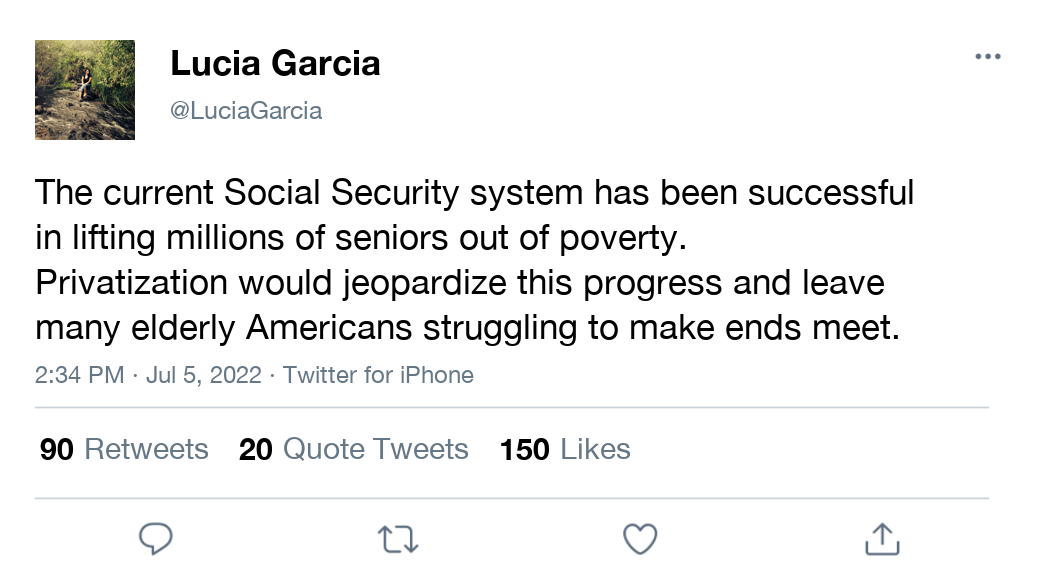 Lucia Garcia
@LuciaGarcia
The current Social Security system has been successful
in lifting millions of seniors out of poverty.
Privatization would jeopardize this progress and leave
many elderly Americans struggling to make ends meet.
2:34 PM · Jul 5, 2022 · Twitter for iPhone
90 Retweets 20 Quote Tweets 150 Likes